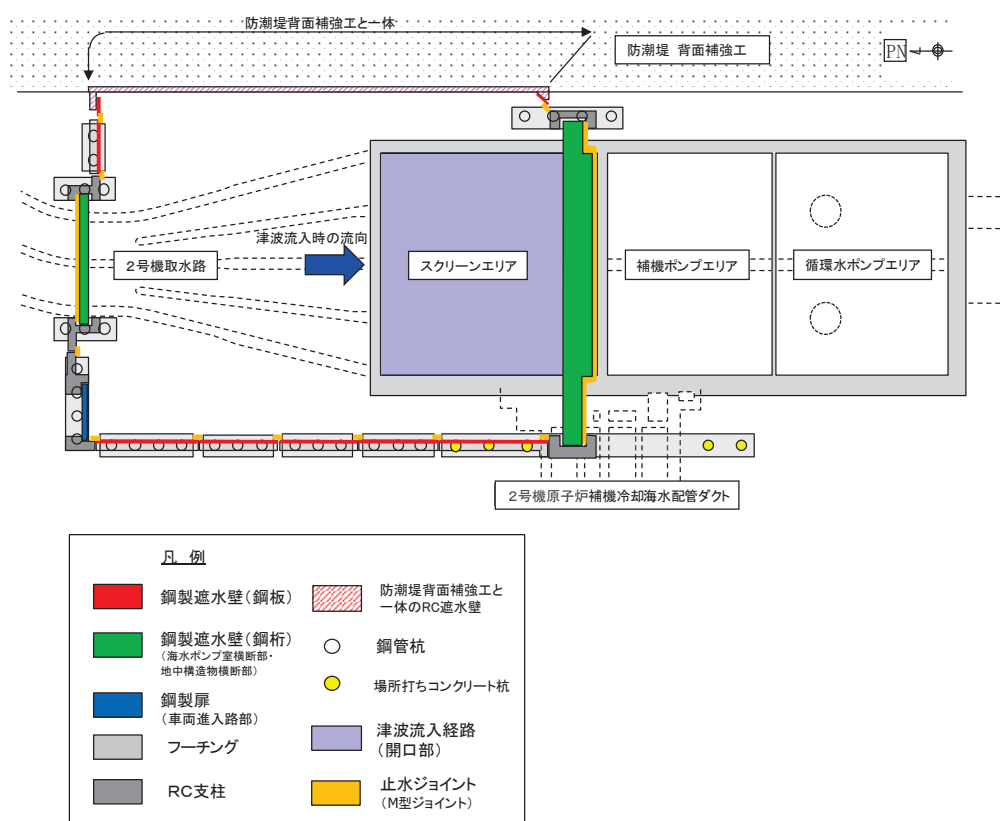 防潮堤背面補強工と一体
防潮堤 背面補強工
PN
津波流入時の流向
2号機取水路
スクリーンエリア
補機ポンプエリア
循環水ポンプエリア
2号機原子炉補機冷却海水配管ダクト
凡 例
鋼製遮水壁(鋼板)
鋼製遮水壁(鋼桁)
(海水ポンプ室横断部・
地中構造物横断部)
鋼製扉
(車両進入路部)
フーチング
RC支柱
防潮堤背面補強工と
一体のRC遮水壁
鋼管杭
場所打ちコンクリート杭
津波流入経路
(開口部)
止水ジョイント
(M型ジョイント)